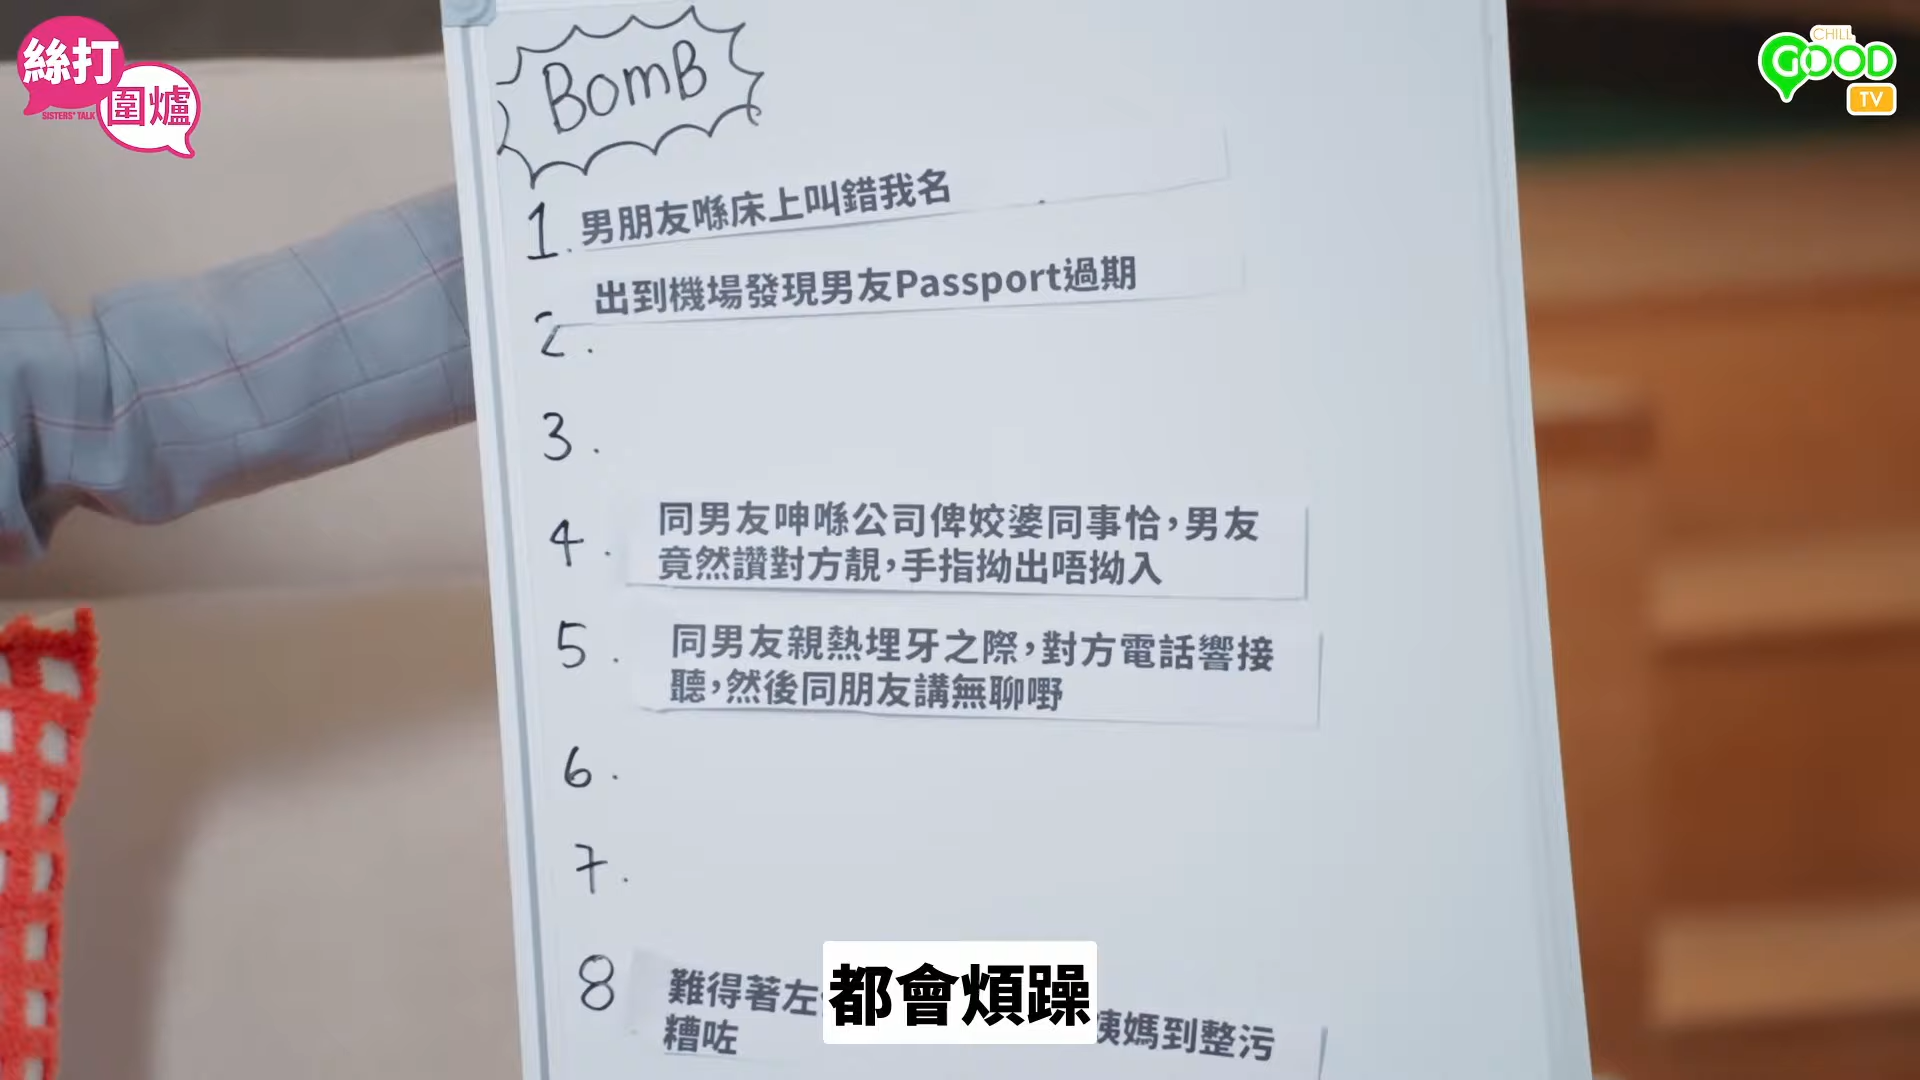 絲打
圍爐
SISTERS' TALK
CHILL
GOOD
TV
BomB
1. 男朋友喺床上叫錯我名
2. 出到機場發現男友Passport過期
3.
4. 同男友呻喺公司俾姣婆同事恰，男友
竟然讚對方靚，手指拗出唔拗入
5. 同男友親熱埋牙之際，對方電話響接
聽，然後同朋友講無聊嘢
6.
7.
8 難得著左
姨媽到整污
糟咗
都會煩躁